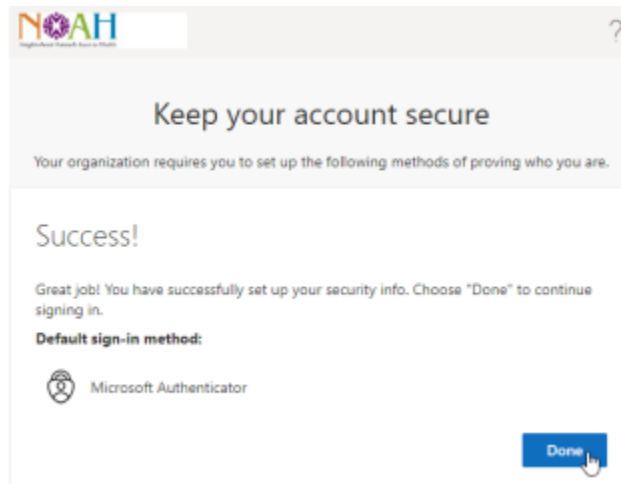 NOAH
?
Keep your account secure
Your organization requires you to set up the following methods of proving who you are.
Success!
Great job! You have successfully set up your security info. Choose "Done" to continue
signing in.
Default sign-in method:
Microsoft Authenticator
Done